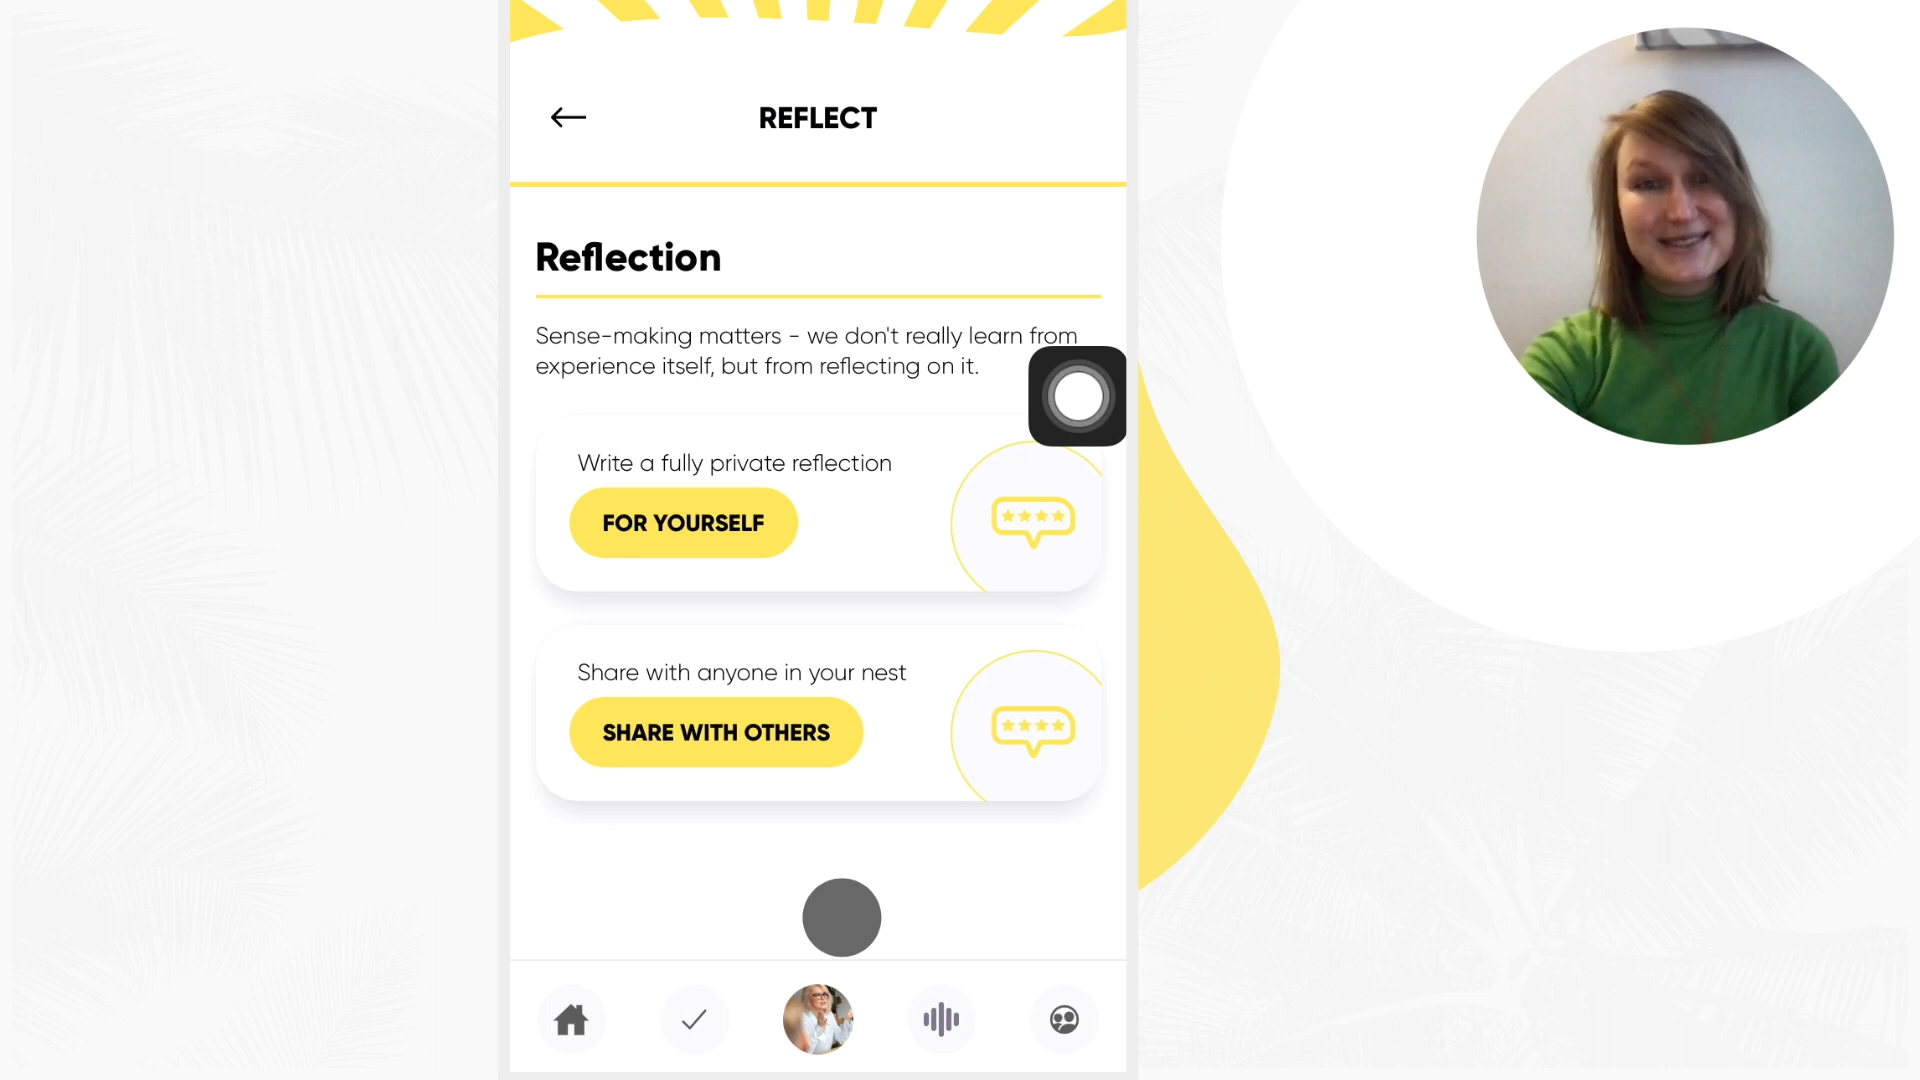 REFLECT
Reflection
Sense-making matters - we don't really learn from
experience itself, but from reflecting on it.
Write a fully private reflection
FOR YOURSELF
Share with anyone in your nest
SHARE WITH OTHERS